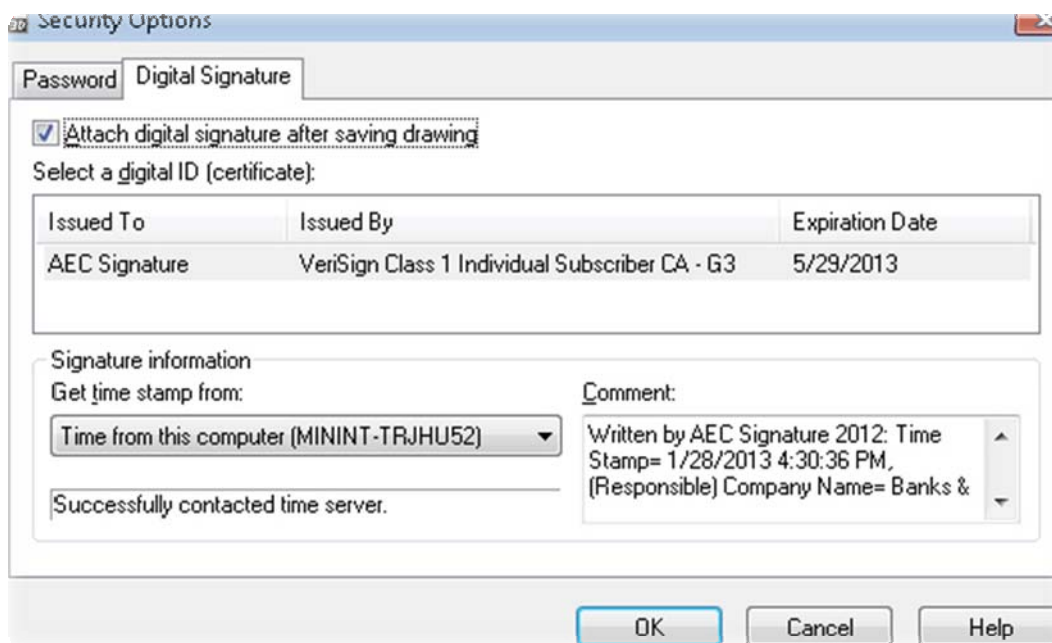 Security Options
Password
Digital Signature
Attach digital signature after saving drawing
Select a digital ID (certificate):
Issued To Issued By Expiration Date
AEC Signature VeriSign Class 1 Individual Subscriber CA - G3 5/29/2013
Signature information
Get time stamp from:
Time from this computer (MININT-TRJHU52)
Successfully contacted time server.
Comment:
Written by AEC Signature 2012: Time
Stamp= 1/28/2013 4:30:36 PM,
(Responsible) Company Name= Banks &
OK Cancel Help